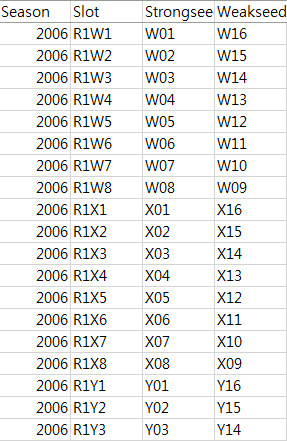 Season Slot Strongsee Weakseed
2006 R1W1 W01 W16
2006 R1W2 W02 W15
2006 R1W3 W03 W14
2006 R1W4 W04 W13
2006 R1W5 W05 W12
2006 R1W6 W06 W11
2006 R1W7 W07 W10
2006 R1W8 W08 W09
2006 R1X1 X01 X16
2006 R1X2 X02 X15
2006 R1X3 X03 X14
2006 R1X4 X04 X13
2006 R1X5 X05 X12
2006 R1X6 X06 X11
2006 R1X7 X07 X10
2006 R1X8 X08 X09
2006 R1Y1 Y01 Y16
2006 R1Y2 Y02 Y15
2006 R1Y3 Y03 Y14